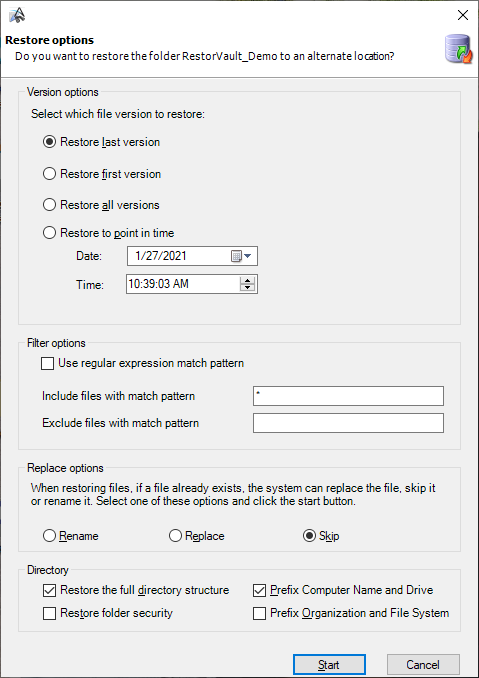 Restore options
Do you want to restore the folder RestorVault_Demo to an alternate location?
Version options
Select which file version to restore:
Restore last version
Restore first version
Restore all versions
Restore to point in time
Date: 1/27/2021
Time: 10:39:03 AM
Filter options
Use regular expression match pattern
Include files with match pattern *
Exclude files with match pattern
Replace options
When restoring files, if a file already exists, the system can replace the file, skip it
or rename it. Select one of these options and click the start button.
Rename Replace Skip
Directory
Restore the full directory structure Prefix Computer Name and Drive
Restore folder security Prefix Organization and File System
Start Cancel